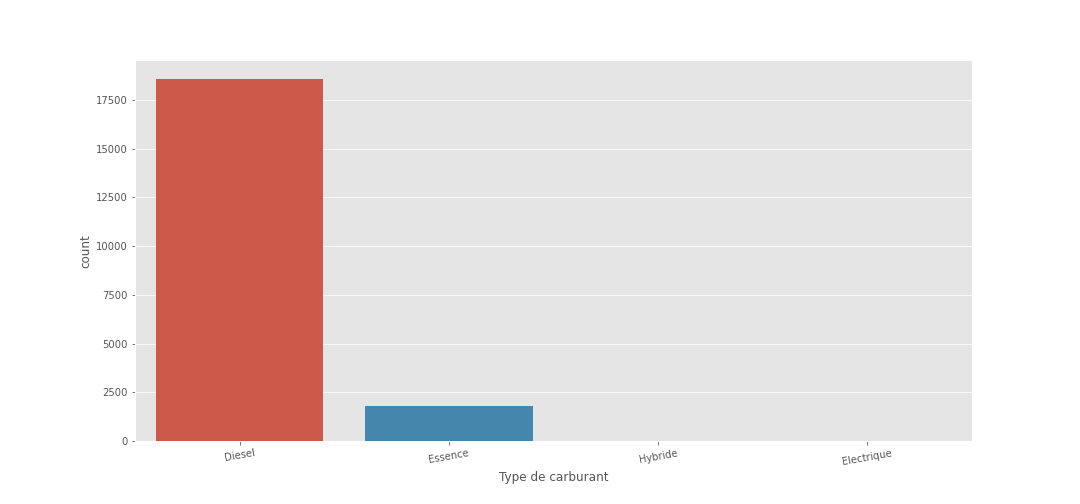 17500
15000
12500
10000
7500
5000
2500
0
count
Diesel
Essence
Hybride
Electrique
Type de carburant